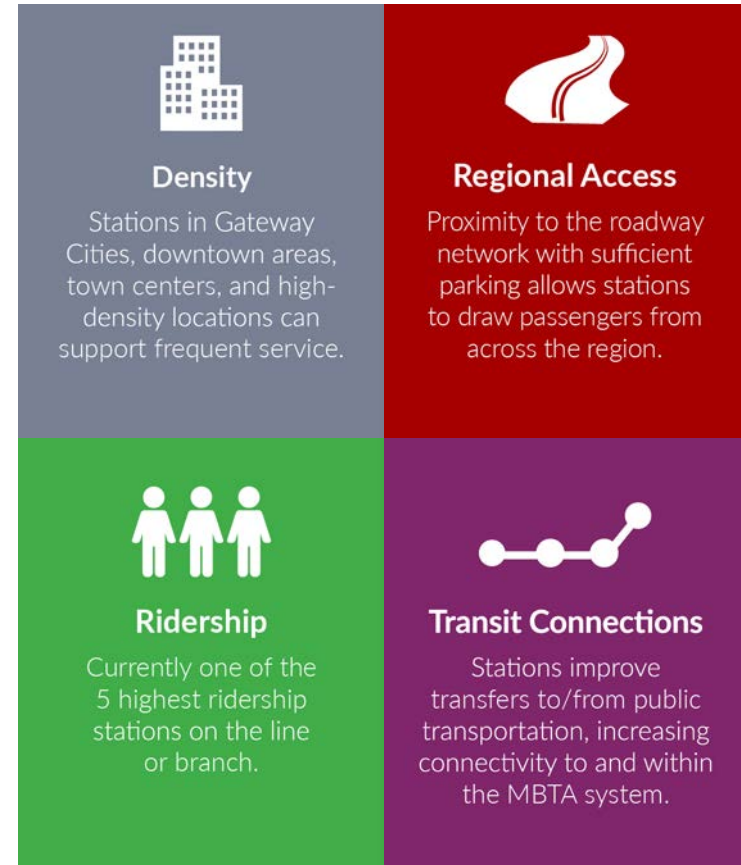 Density
Stations in Gateway
Cities, downtown areas,
town centers, and high-
density locations can
support frequent service.
Regional Access
Proximity to the roadway
network with sufficient
parking allows stations
to draw passengers from
across the region.
Ridership
Currently one of the
5 highest ridership
stations on the line
or branch.
Transit Connections
Stations improve
transfers to/from public
transportation, increasing
connectivity to and within
the MBTA system.